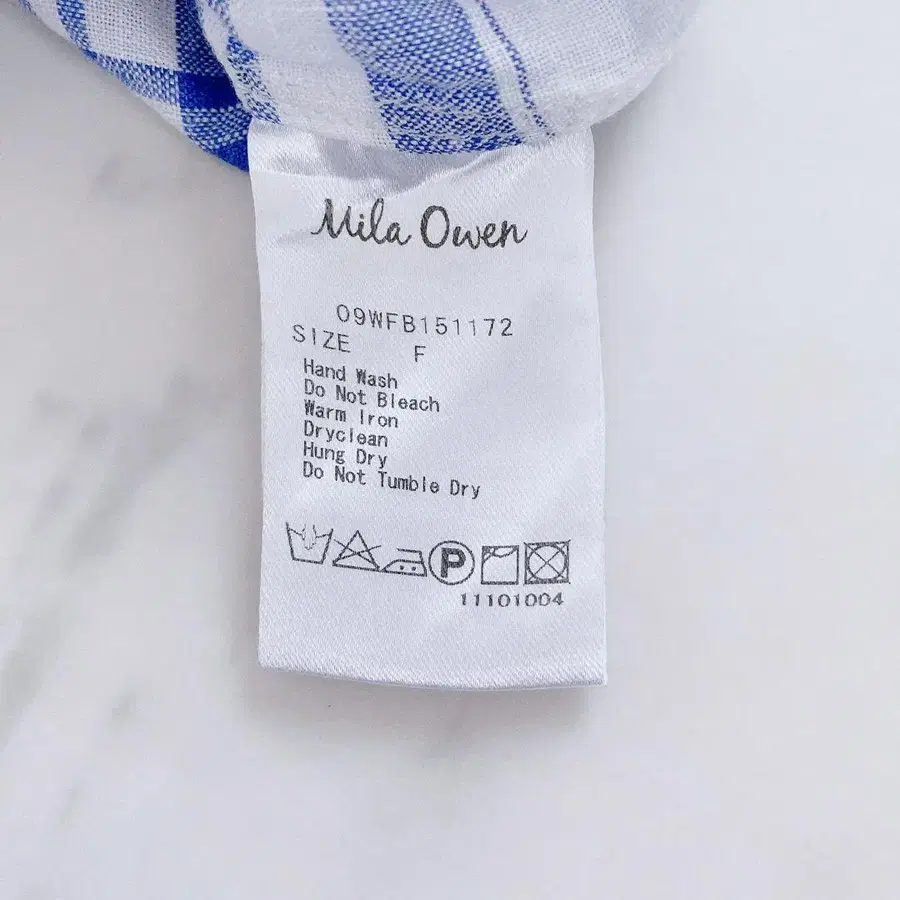 Mila Owen
09WFB151172
SIZE F
Hand Wash
Do Not Bleach
Warm Iron
Dryclean
Hung Dry
Do Not Tumble Dry
P
11101004